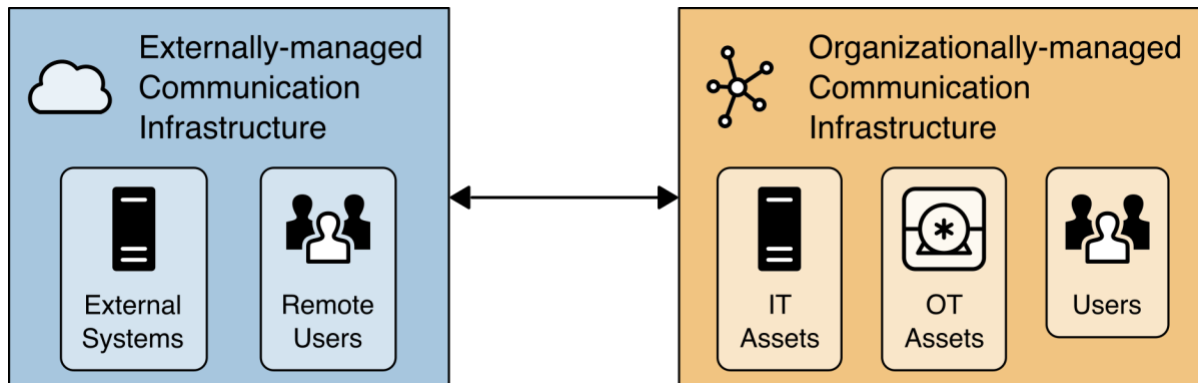 Externally-managed
Communication
Infrastructure
External
Systems
Remote
Users
Organizationally-managed
Communication
Infrastructure
IT
Assets
OT
Assets
Users